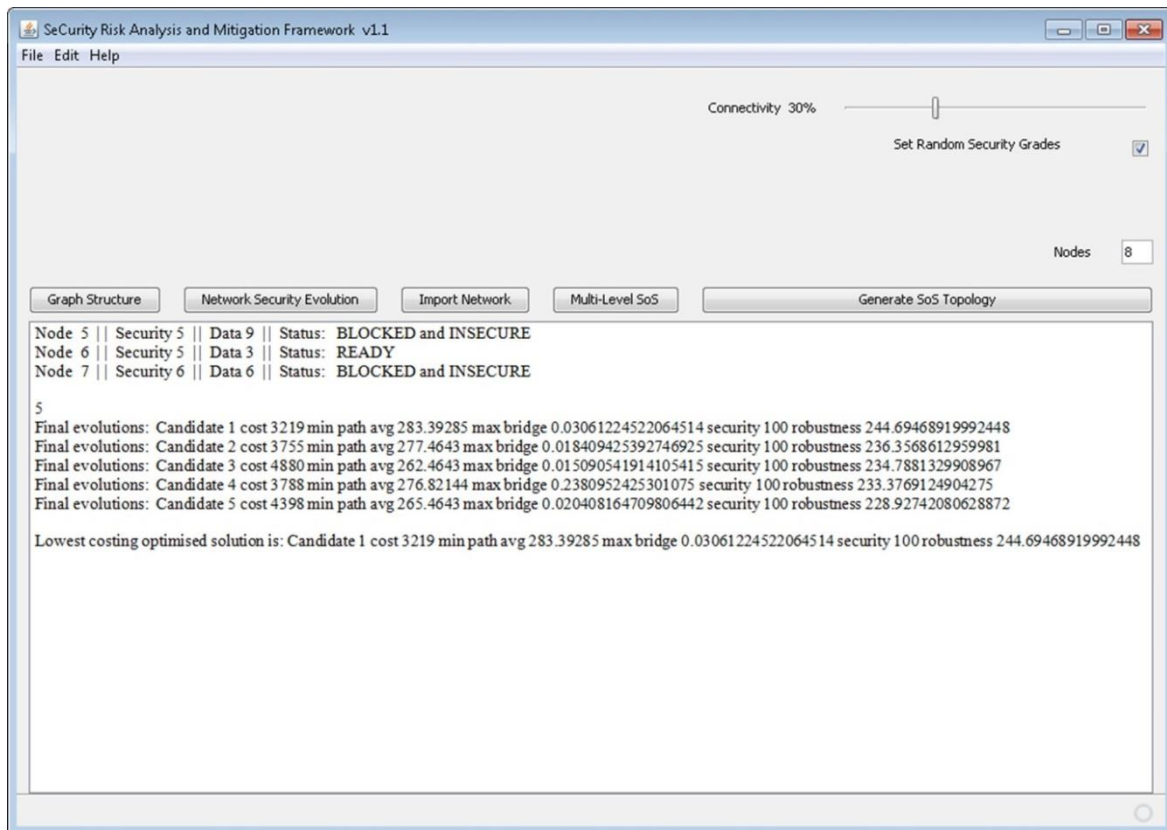 SeCurity Risk Analysis and Mitigation Framework v1.1
File Edit Help
Connectivity 30%
Set Random Security Grades
Nodes 8
Graph Structure Network Security Evolution Import Network Multi-Level SoS Generate SoS Topology
Node 5 || Security 5 || Data 9 || Status: BLOCKED and INSECURE
Node 6 || Security 5 || Data 3 || Status: READY
Node 7 || Security 6 || Data 6 || Status: BLOCKED and INSECURE
5
Final evolutions: Candidate 1 cost 3219 min path avg 283.39285 max bridge 0.03061224522064514 security 100 robustness 244.69468919992448
Final evolutions: Candidate 2 cost 3755 min path avg 277.4643 max bridge 0.018409425392746925 security 100 robustness 236.3568612959981
Final evolutions: Candidate 3 cost 4880 min path avg 262.4643 max bridge 0.015090541914105415 security 100 robustness 234.7881329908967
Final evolutions: Candidate 4 cost 3788 min path avg 276.82144 max bridge 0.2380952425301075 security 100 robustness 233.3769124904275
Final evolutions: Candidate 5 cost 4398 min path avg 265.4643 max bridge 0.020408164709806442 security 100 robustness 228.92742080628872
Lowest costing optimised solution is: Candidate 1 cost 3219 min path avg 283.39285 max bridge 0.03061224522064514 security 100 robustness 244.69468919992448